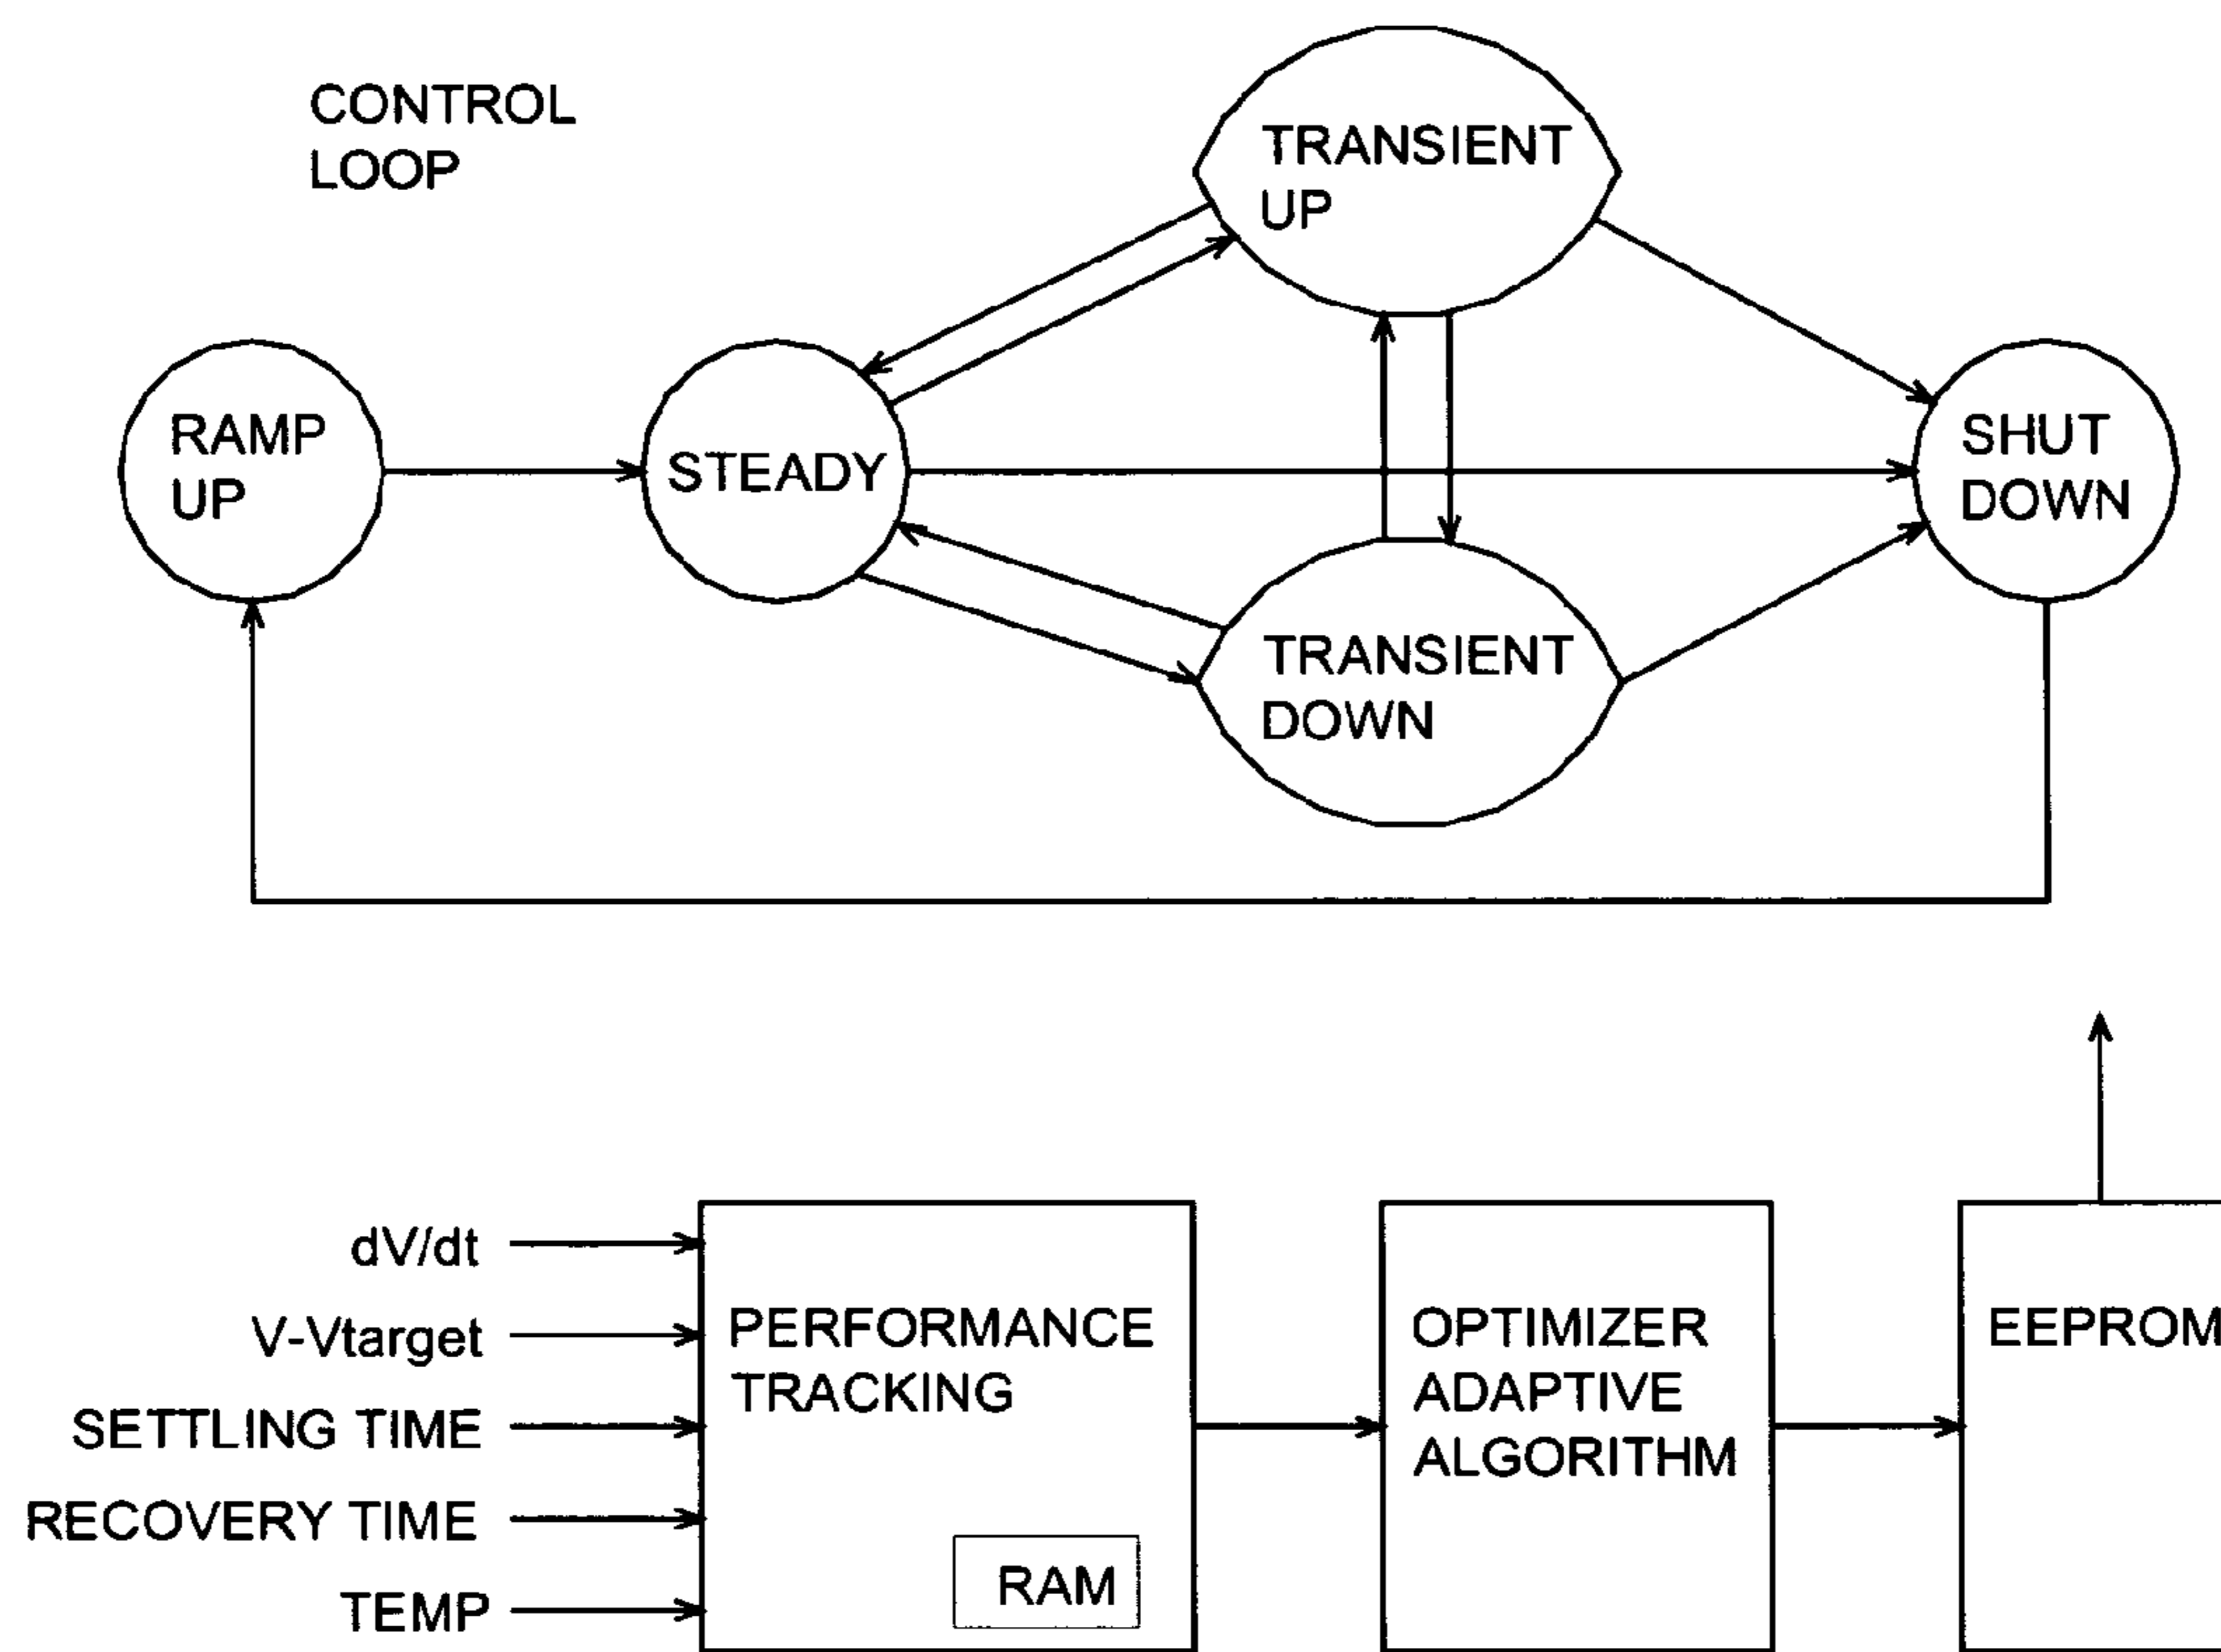 CONTROL
LOOP
TRANSIENT
UP
RAMP
UP
STEADY
SHUT
DOWN
TRANSIENT
DOWN
dV/dt
V-Vtarget
SETTLING TIME
RECOVERY TIME
TEMP
PERFORMANCE
TRACKING
RAM
OPTIMIZER
ADAPTIVE
ALGORITHM
EEPROM